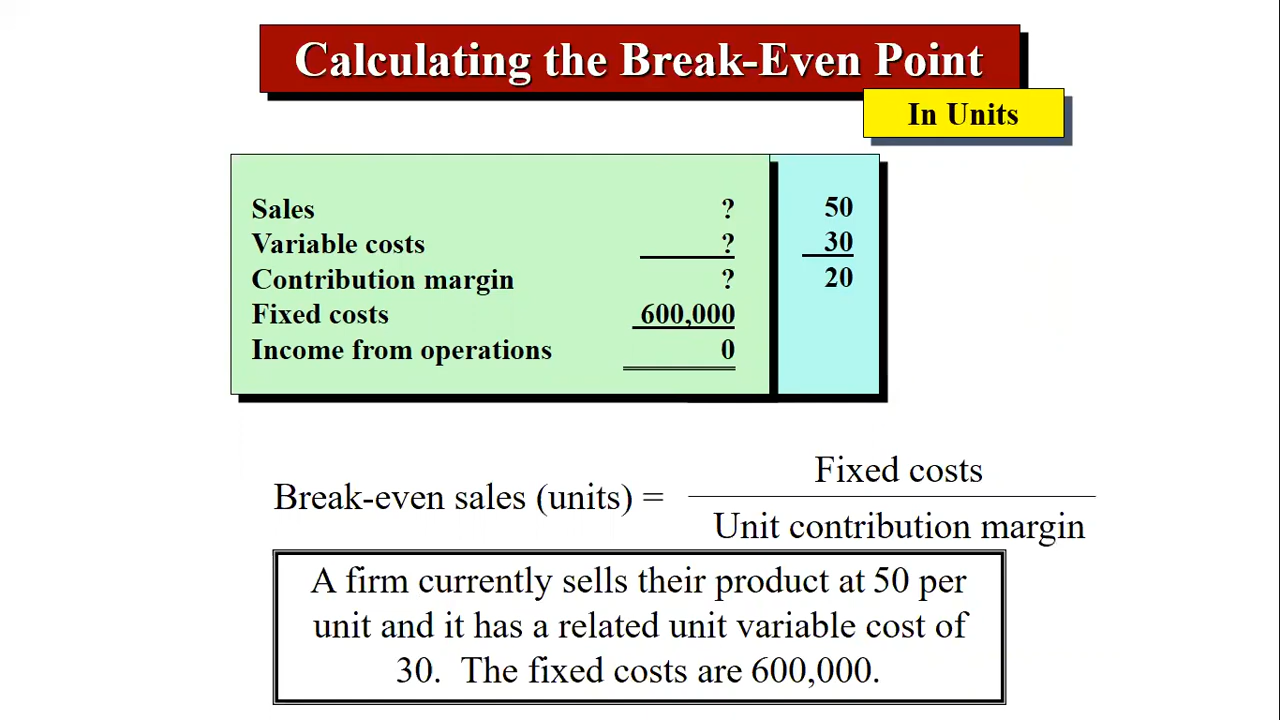 Calculating the Break-Even Point
In Units
Sales ? 50
Variable costs ? 30
Contribution margin ? 20
Fixed costs 600,000
Income from operations 0
Fixed costs
Break-even sales (units) =
Unit contribution margin
A firm currently sells their product at 50 per
unit and it has a related unit variable cost of
30. The fixed costs are 600,000.